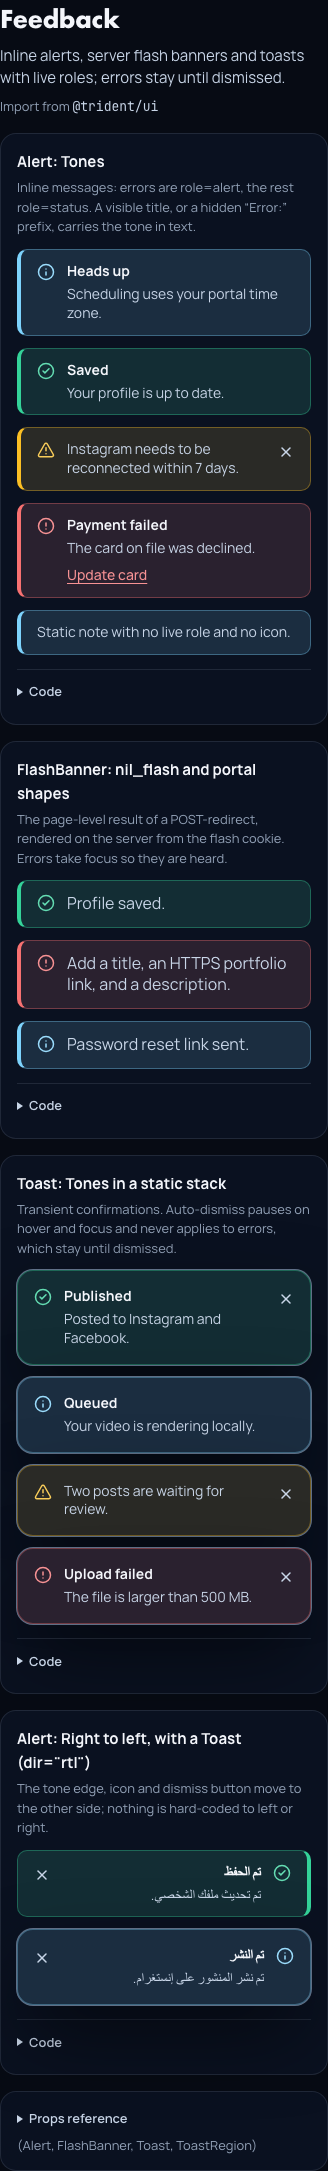 Feedback
Inline alerts, server flash banners and toasts
with live roles; errors stay until dismissed.
Import from @trident/ui
Alert: Tones
Inline messages: errors are role=alert, the rest
role=status. A visible title, or a hidden “Error:”
prefix, carries the tone in text.
Heads up
Scheduling uses your portal time
zone.
Saved
Your profile is up to date.
Instagram needs to be
reconnected within 7 days.
Payment failed
The card on file was declined.
Update card
Static note with no live role and no icon.
Code
FlashBanner: nil_flash and portal
shapes
The page-level result of a POST-redirect,
rendered on the server from the flash cookie.
Errors take focus so they are heard.
Profile saved.
Add a title, an HTTPS portfolio
link, and a description.
Password reset link sent.
Code
Toast: Tones in a static stack
Transient confirmations. Auto-dismiss pauses on
hover and focus and never applies to errors,
which stay until dismissed.
Published
Posted to Instagram and
Facebook.
Queued
Your video is rendering locally.
Two posts are waiting for
review.
Upload failed
The file is larger than 500 MB.
Code
Alert: Right to left, with a Toast
(dir="rtl")
The tone edge, icon and dismiss button move to
the other side; nothing is hard-coded to left or
right.
تم الحفظ
تم تحديث ملفك الشخصي.
تم النشر
تم نشر المنشور على إنستغرام.
Code
Props reference
(Alert, FlashBanner, Toast, ToastRegion)